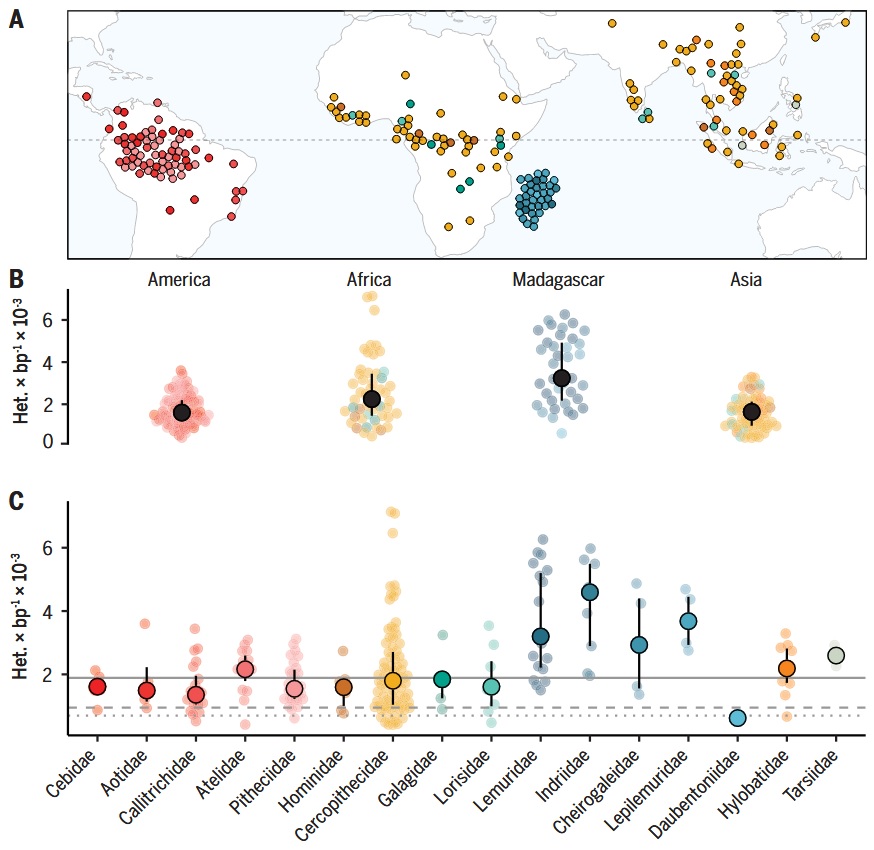 A
B
America
Africa
Madagascar
Asia
Het. × bp⁻¹ × 10⁻³
6
4
2
0
C
Het. × bp⁻¹ × 10⁻³
6
4
2
Cebidae
Aotidae
Callitrichidae
Atelidae
Pitheciidae
Hominidae
Cercopithecidae
Galagidae
Lorisidae
Lemuridae
Indriidae
Cheirogaleidae
Lepilemuridae
Daubentoniidae
Hylobatidae
Tarsiidae